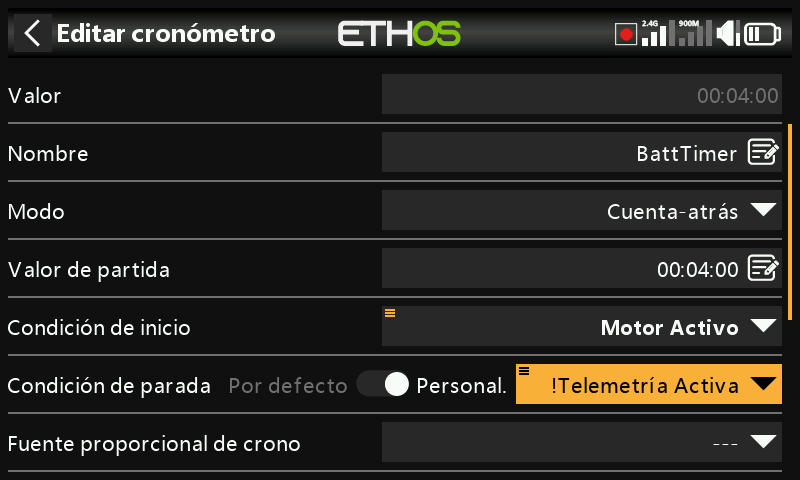 Editar cronómetro ETHOS 2.4G 900M
Valor 00:04:00
Nombre BattTimer
Modo Cuenta-atrás
Valor de partida 00:04:00
Condición de inicio Motor Activo
Condición de parada Por defecto Personal. !Telemetría Activa
Fuente proporcional de crono ---